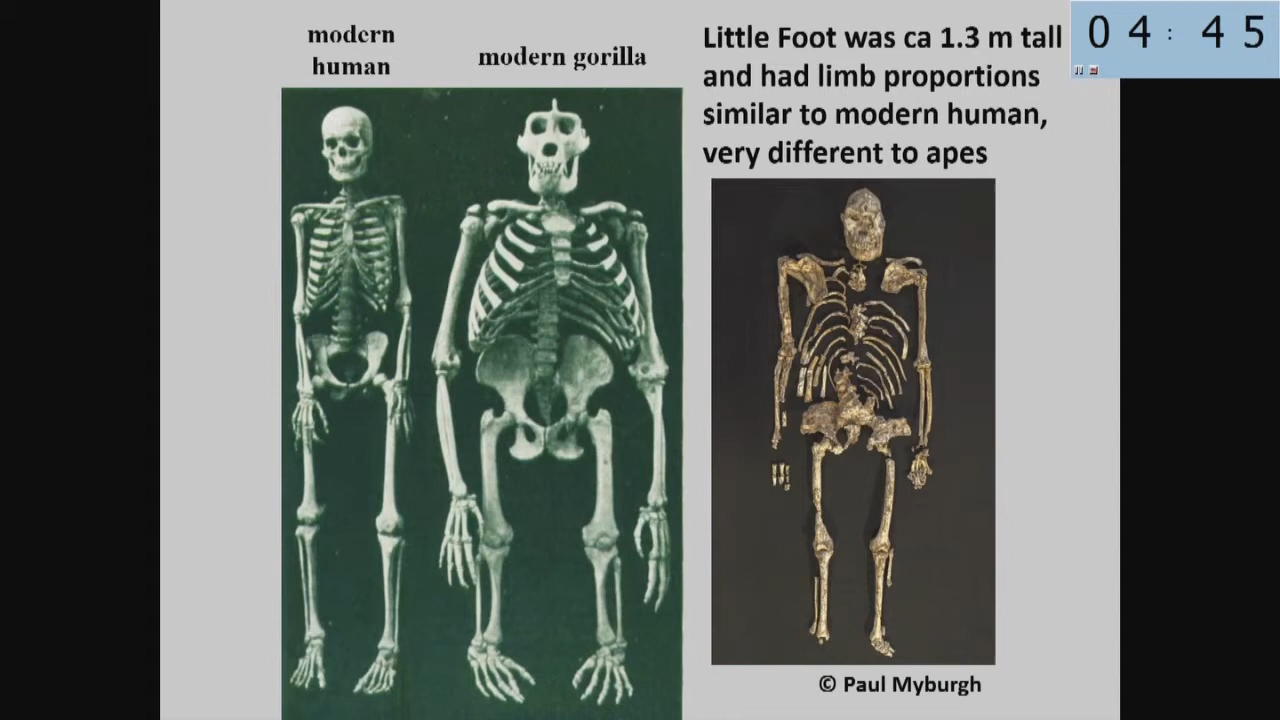 modern
human
modern gorilla
Little Foot was ca 1.3 m tall
and had limb proportions
similar to modern human,
very different to apes
04:45
© Paul Myburgh